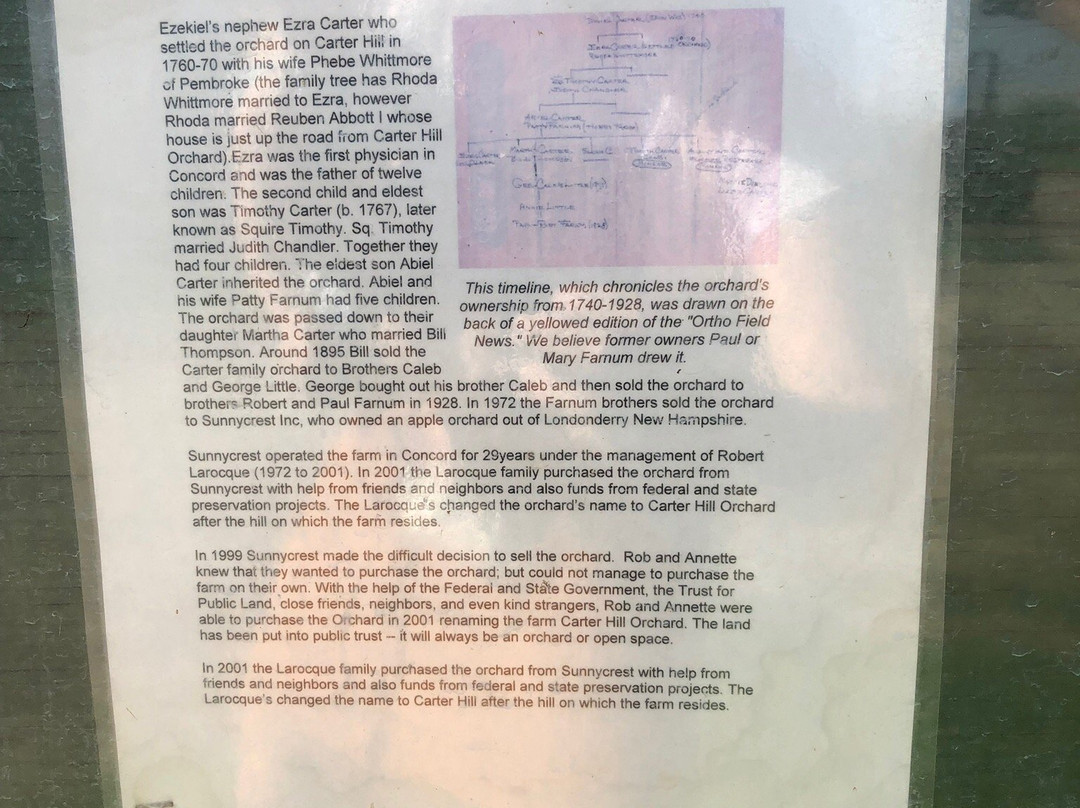 Ezekiel's nephew Ezra Carter who
settled the orchard on Carter Hill in
1760-70 with his wife Phebe Whittmore
of Pembroke (the family tree has Rhoda
Whittmore married to Ezra, however
Rhoda married Reuben Abbott I whose
house is just up the road from Carter Hill
Orchard).Ezra was the first physician in
Concord and was the father of twelve
children. The second child and eldest
son was Timothy Carter (b. 1767), later
known as Squire Timothy. Sq. Timothy
married Judith Chandler. Together they
had four children. The eldest son Abiel
Carter inherited the orchard. Abiel and
his wife Patty Farnum had five children.
The orchard was passed down to their
daughter Martha Carter who married Bill
Thompson. Around 1895 Bill sold the
Carter family orchard to Brothers Caleb
and George Little. George bought out his brother Caleb and then sold the orchard to
brothers Robert and Paul Farnum in 1928. In 1972 the Farnum brothers sold the orchard
to Sunnycrest Inc, who owned an apple orchard out of Londonderry New Hampshire.
Ezra Carter
Timothy Carter
Judith Chandler
Abiel Carter
Martha Carter
Annie Little
This timeline, which chronicles the orchard's
ownership from 1740-1928, was drawn on the
back of a yellowed edition of the "Ortho Field
News." We believe former owners Paul or
Mary Farnum drew it.
Sunnycrest operated the farm in Concord for 29years under the management of Robert
Larocque (1972 to 2001). In 2001 the Larocque family purchased the orchard from
Sunnycrest with help from friends and neighbors and also funds from federal and state
preservation projects. The Larocque's changed the orchard's name to Carter Hill Orchard
after the hill on which the farm resides.
In 1999 Sunnycrest made the difficult decision to sell the orchard. Rob and Annette
knew that they wanted to purchase the orchard; but could not manage to purchase the
farm on their own. With the help of the Federal and State Government, the Trust for
Public Land, close friends, neighbors, and even kind strangers, Rob and Annette were
able to purchase the Orchard in 2001 renaming the farm Carter Hill Orchard. The land
has been put into public trust – it will always be an orchard or open space.
In 2001 the Larocque family purchased the orchard from Sunnycrest with help from
friends and neighbors and also funds from federal and state preservation projects. The
Larocque's changed the name to Carter Hill after the hill on which the farm resides.